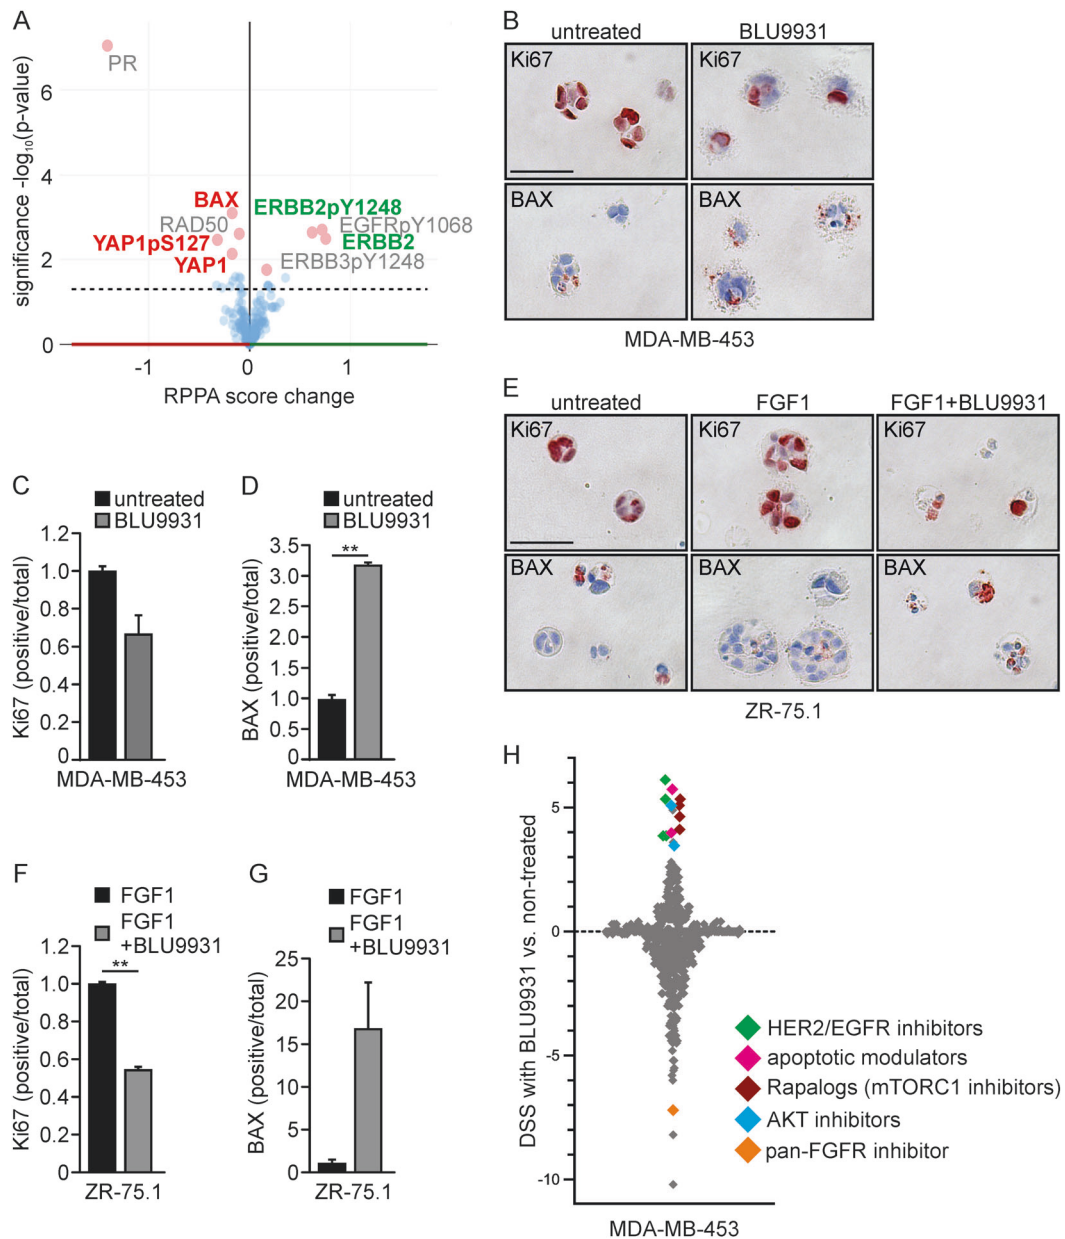 A
significance -log₁₀(p-value)
6
4
2
0
PR
BAX
RAD50
YAP1pS127
YAP1
ERBB2pY1248
EGFRpY1068
ERBB2
ERBB3pY1248
-1
0
1
RPPA score change
B
untreated
BLU9931
Ki67
BAX
BAX
MDA-MB-453
C
untreated
BLU9931
Ki67 (positive/total)
1.2
1.0
0.8
0.6
0.4
0.2
0
MDA-MB-453
D
untreated
BLU9931
BAX (positive/total)
3.5
3.0
2.5
2.0
1.5
1.0
0.5
0
**
MDA-MB-453
E
untreated
FGF1
FGF1+BLU9931
Ki67
Ki67
Ki67
BAX
BAX
BAX
ZR-75.1
F
FGF1
FGF1
+BLU9931
Ki67 (positive/total)
1.2
1.0
0.8
0.6
0.4
0.2
0
**
ZR-75.1
G
FGF1
FGF1
+BLU9931
BAX (positive/total)
25
20
15
10
5
0
ZR-75.1
H
DSS with BLU9931 vs. non-treated
5
0
-5
-10
HER2/EGFR inhibitors
apoptotic modulators
Rapalogs (mTORC1 inhibitors)
AKT inhibitors
pan-FGFR inhibitor
MDA-MB-453